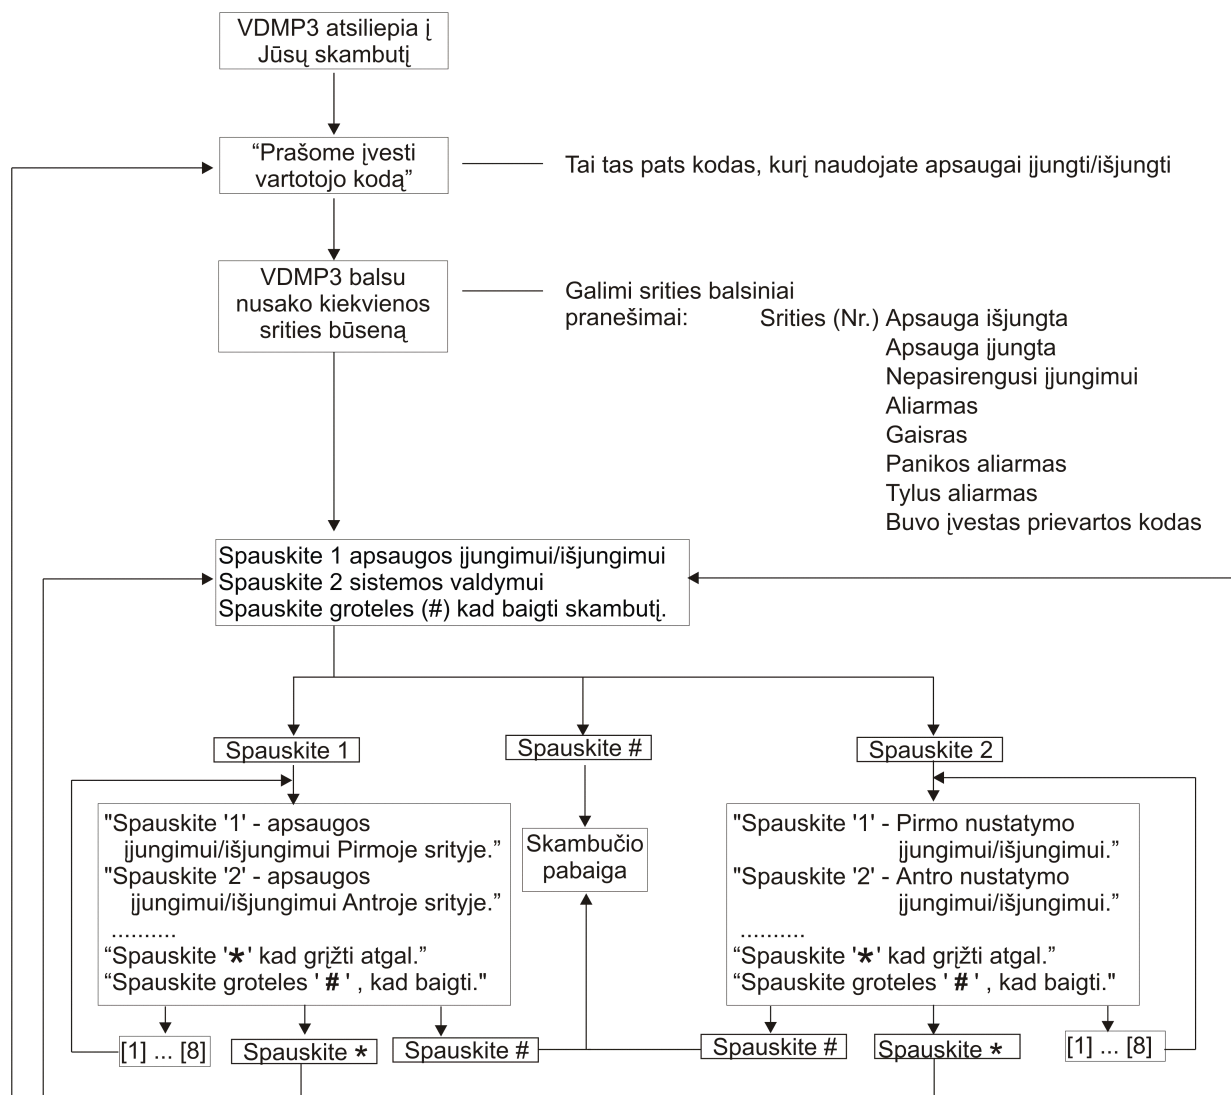 VDMP3 atsiliepia į
Jūsų skambutį
“Prašome įvesti
vartotojo kodą”
Tai tas pats kodas, kurį naudojate apsaugai įjungti/išjungti
VDMP3 balsu
nusako kiekvienos
srities būseną
Galimi srities balsiniai
pranešimai:
Srities (Nr.) Apsauga išjungta
Apsauga įjungta
Nepasirengusi įjungimui
Aliarmas
Gaisras
Panikos aliarmas
Tylus aliarmas
Buvo įvestas prievartos kodas
Spauskite 1 apsaugos įjungimui/išjungimui
Spauskite 2 sistemos valdymui
Spauskite groteles (#) kad baigti skambutį.
Spauskite 1
Spauskite #
Spauskite 2
"Spauskite '1' - apsaugos
įjungimui/išjungimui Pirmoje srityje.”
"Spauskite '2' - apsaugos
įjungimui/išjungimui Antroje srityje.”
..........
“Spauskite '*' kad grįžti atgal.”
“Spauskite groteles ' # ' , kad baigti."
Skambučio
pabaiga
"Spauskite '1' - Pirmo nustatymo
įjungimui/išjungimui.”
"Spauskite '2' - Antro nustatymo
įjungimui/išjungimui.”
..........
“Spauskite '*' kad grįžti atgal.”
“Spauskite groteles ' # ' , kad baigti."
[1] ... [8]
Spauskite *
Spauskite #
Spauskite #
Spauskite *
[1] ... [8]